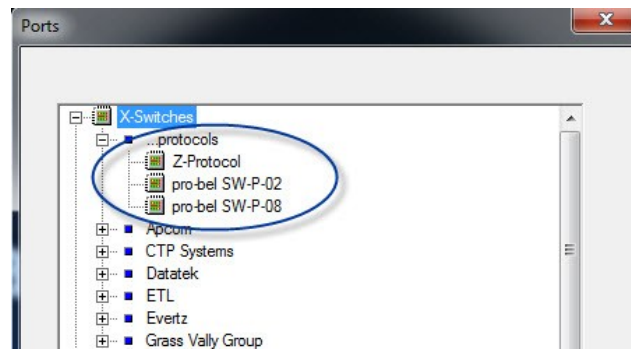 Ports
X-Switches
...protocols
Z-Protocol
pro-bel SW-P-02
pro-bel SW-P-08
Apcom
CTP Systems
Datatek
ETL
Evertz
Grass Vally Group